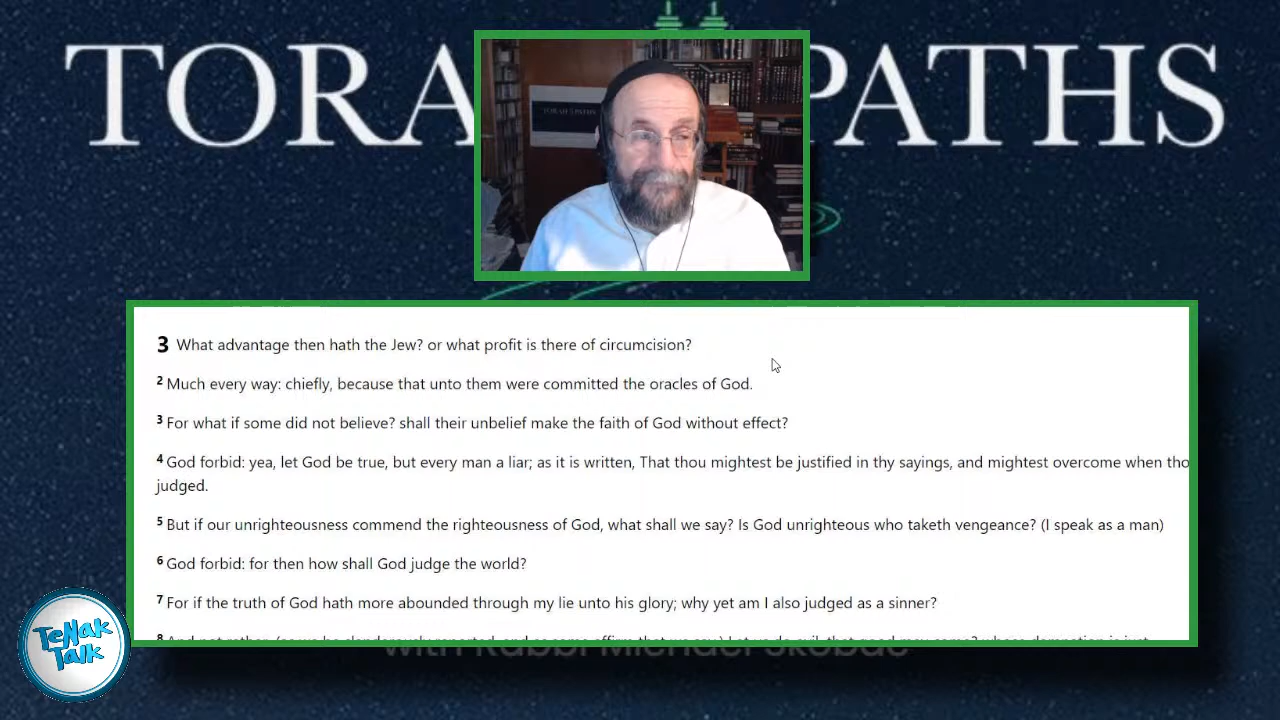 TORA PATHS
TORAH PATHS
3 What advantage then hath the Jew? or what profit is there of circumcision?
2 Much every way: chiefly, because that unto them were committed the oracles of God.
3 For what if some did not believe? shall their unbelief make the faith of God without effect?
4 God forbid: yea, let God be true, but every man a liar; as it is written, That thou mightest be justified in thy sayings, and mightest overcome when tho
judged.
5 But if our unrighteousness commend the righteousness of God, what shall we say? Is God unrighteous who taketh vengeance? (I speak as a man)
6 God forbid: for then how shall God judge the world?
7 For if the truth of God hath more abounded through my lie unto his glory; why yet am I also judged as a sinner?
with Rabbi Michael
TeNaK
Talk